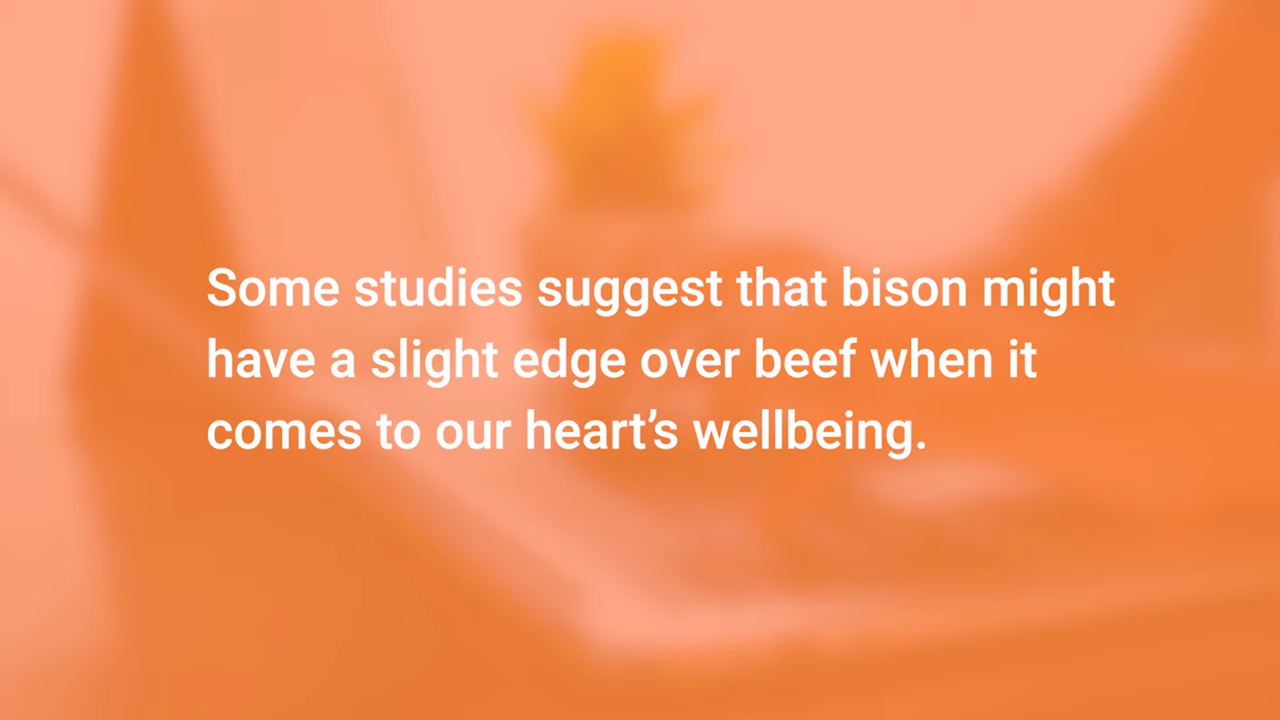 Some studies suggest that bison might
have a slight edge over beef when it
comes to our heart’s wellbeing.